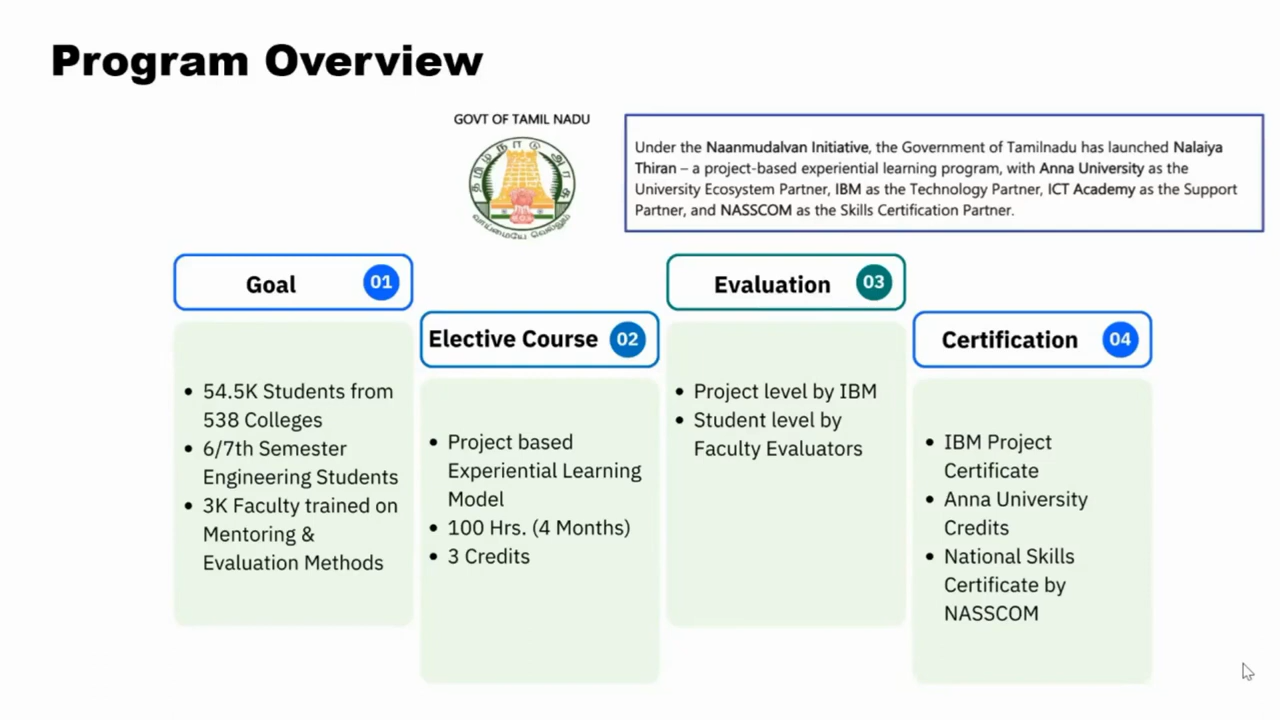 Program Overview
GOVT OF TAMIL NADU
தமிழ்நாடு அரசு
வாய்மையே வெல்லும்
Under the Naanmudalvan Initiative, the Government of Tamilnadu has launched Nalaiya
Thiran – a project-based experiential learning program, with Anna University as the
University Ecosystem Partner, IBM as the Technology Partner, ICT Academy as the Support
Partner, and NASSCOM as the Skills Certification Partner.
Goal 01
• 54.5K Students from
538 Colleges
• 6/7th Semester
Engineering Students
• 3K Faculty trained on
Mentoring &
Evaluation Methods
Elective Course 02
• Project based
Experiential Learning
Model
• 100 Hrs. (4 Months)
• 3 Credits
Evaluation 03
• Project level by IBM
• Student level by
Faculty Evaluators
Certification 04
• IBM Project
Certificate
• Anna University
Credits
• National Skills
Certificate by
NASSCOM